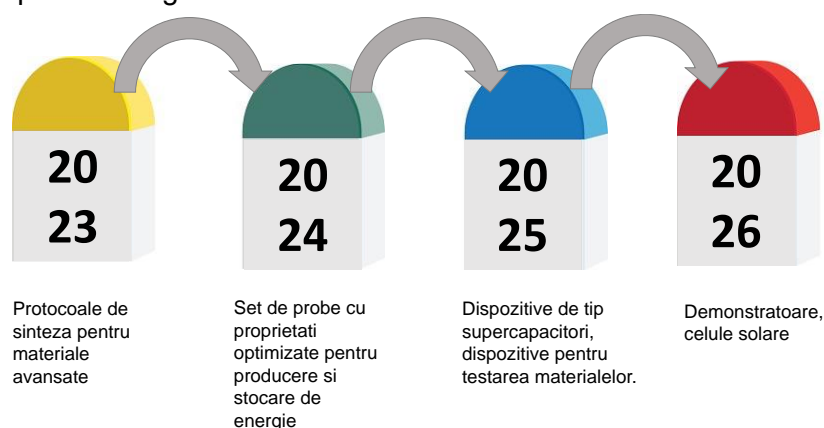 20
23
20
24
20
25
20
26
Protocoale de
sinteza pentru
materiale
avansate
Set de probe cu
proprietati
optimizate pentru
producere si
stocare de
energie
Dispozitive de tip
supercapacitori,
dispozitive pentru
testarea materialelor.
Demonstratoare,
celule solare